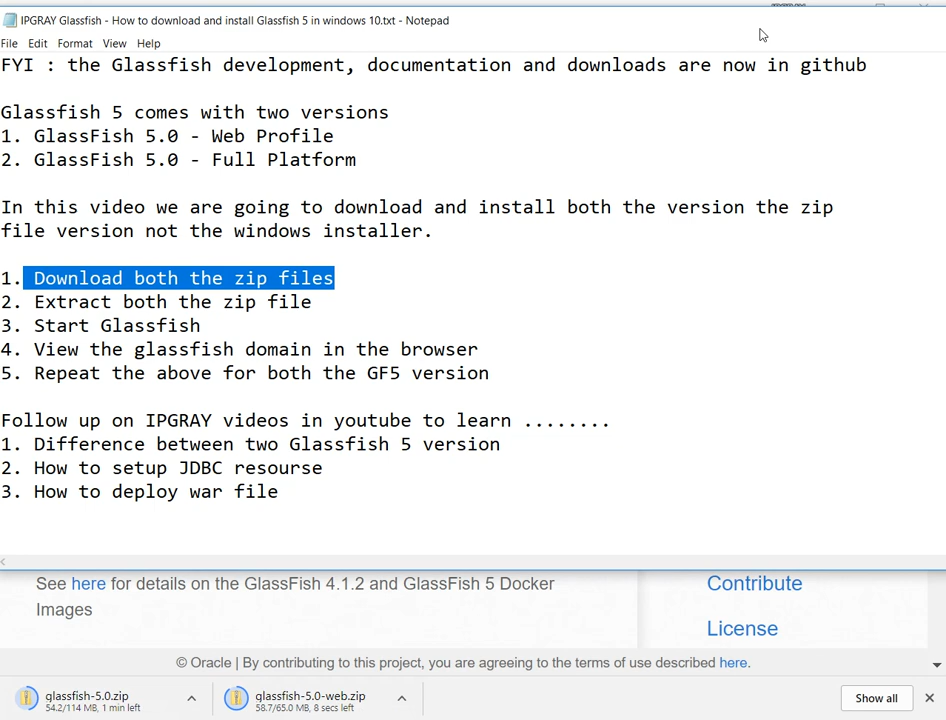 IPGRAY Glassfish - How to download and install Glassfish 5 in windows 10.txt - Notepad
File Edit Format View Help
FYI : the Glassfish development, documentation and downloads are now in github
Glassfish 5 comes with two versions
1. GlassFish 5.0 - Web Profile
2. GlassFish 5.0 - Full Platform
In this video we are going to download and install both the version the zip
file version not the windows installer.
1. Download both the zip files
2. Extract both the zip file
3. Start Glassfish
4. View the glassfish domain in the browser
5. Repeat the above for both the GF5 version
Follow up on IPGRAY videos in youtube to learn ........
1. Difference between two Glassfish 5 version
2. How to setup JDBC resourse
3. How to deploy war file
See here for details on the GlassFish 4.1.2 and GlassFish 5 Docker
Images
Contribute
License
© Oracle | By contributing to this project, you are agreeing to the terms of use described here.
glassfish-5.0.zip
54.2/114 MB, 1 min left
glassfish-5.0-web.zip
58.7/65.0 MB, 8 secs left
Show all